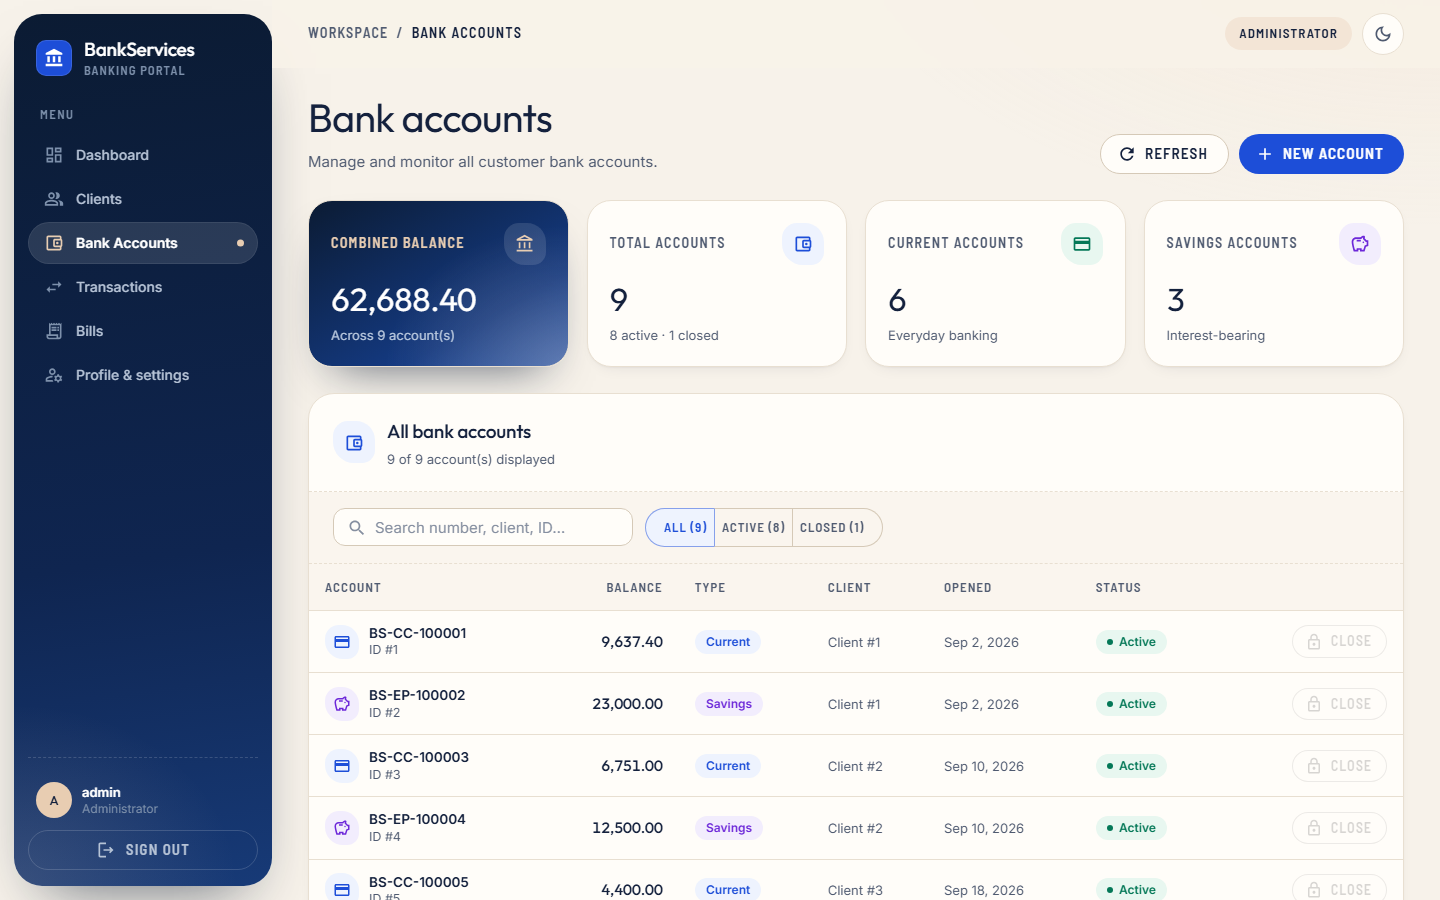 BankServices
BANKING PORTAL
MENU
Dashboard
Clients
Bank Accounts
Transactions
Bills
Profile & settings
A
admin
Administrator
SIGN OUT
WORKSPACE / BANK ACCOUNTS
ADMINISTRATOR
Bank accounts
Manage and monitor all customer bank accounts.
REFRESH
NEW ACCOUNT
COMBINED BALANCE
62,688.40
Across 9 account(s)
TOTAL ACCOUNTS
9
8 active · 1 closed
CURRENT ACCOUNTS
6
Everyday banking
SAVINGS ACCOUNTS
3
Interest-bearing
All bank accounts
9 of 9 account(s) displayed
Search number, client, ID...
ALL (9) ACTIVE (8) CLOSED (1)
ACCOUNT BALANCE TYPE CLIENT OPENED STATUS
BS-CC-100001 9,637.40 Current Client #1 Sep 2, 2026 Active CLOSE
ID #1
BS-EP-100002 23,000.00 Savings Client #1 Sep 2, 2026 Active CLOSE
ID #2
BS-CC-100003 6,751.00 Current Client #2 Sep 10, 2026 Active CLOSE
ID #3
BS-EP-100004 12,500.00 Savings Client #2 Sep 10, 2026 Active CLOSE
ID #4
BS-CC-100005 4,400.00 Current Client #3 Sep 18, 2026 Active CLOSE
ID #5